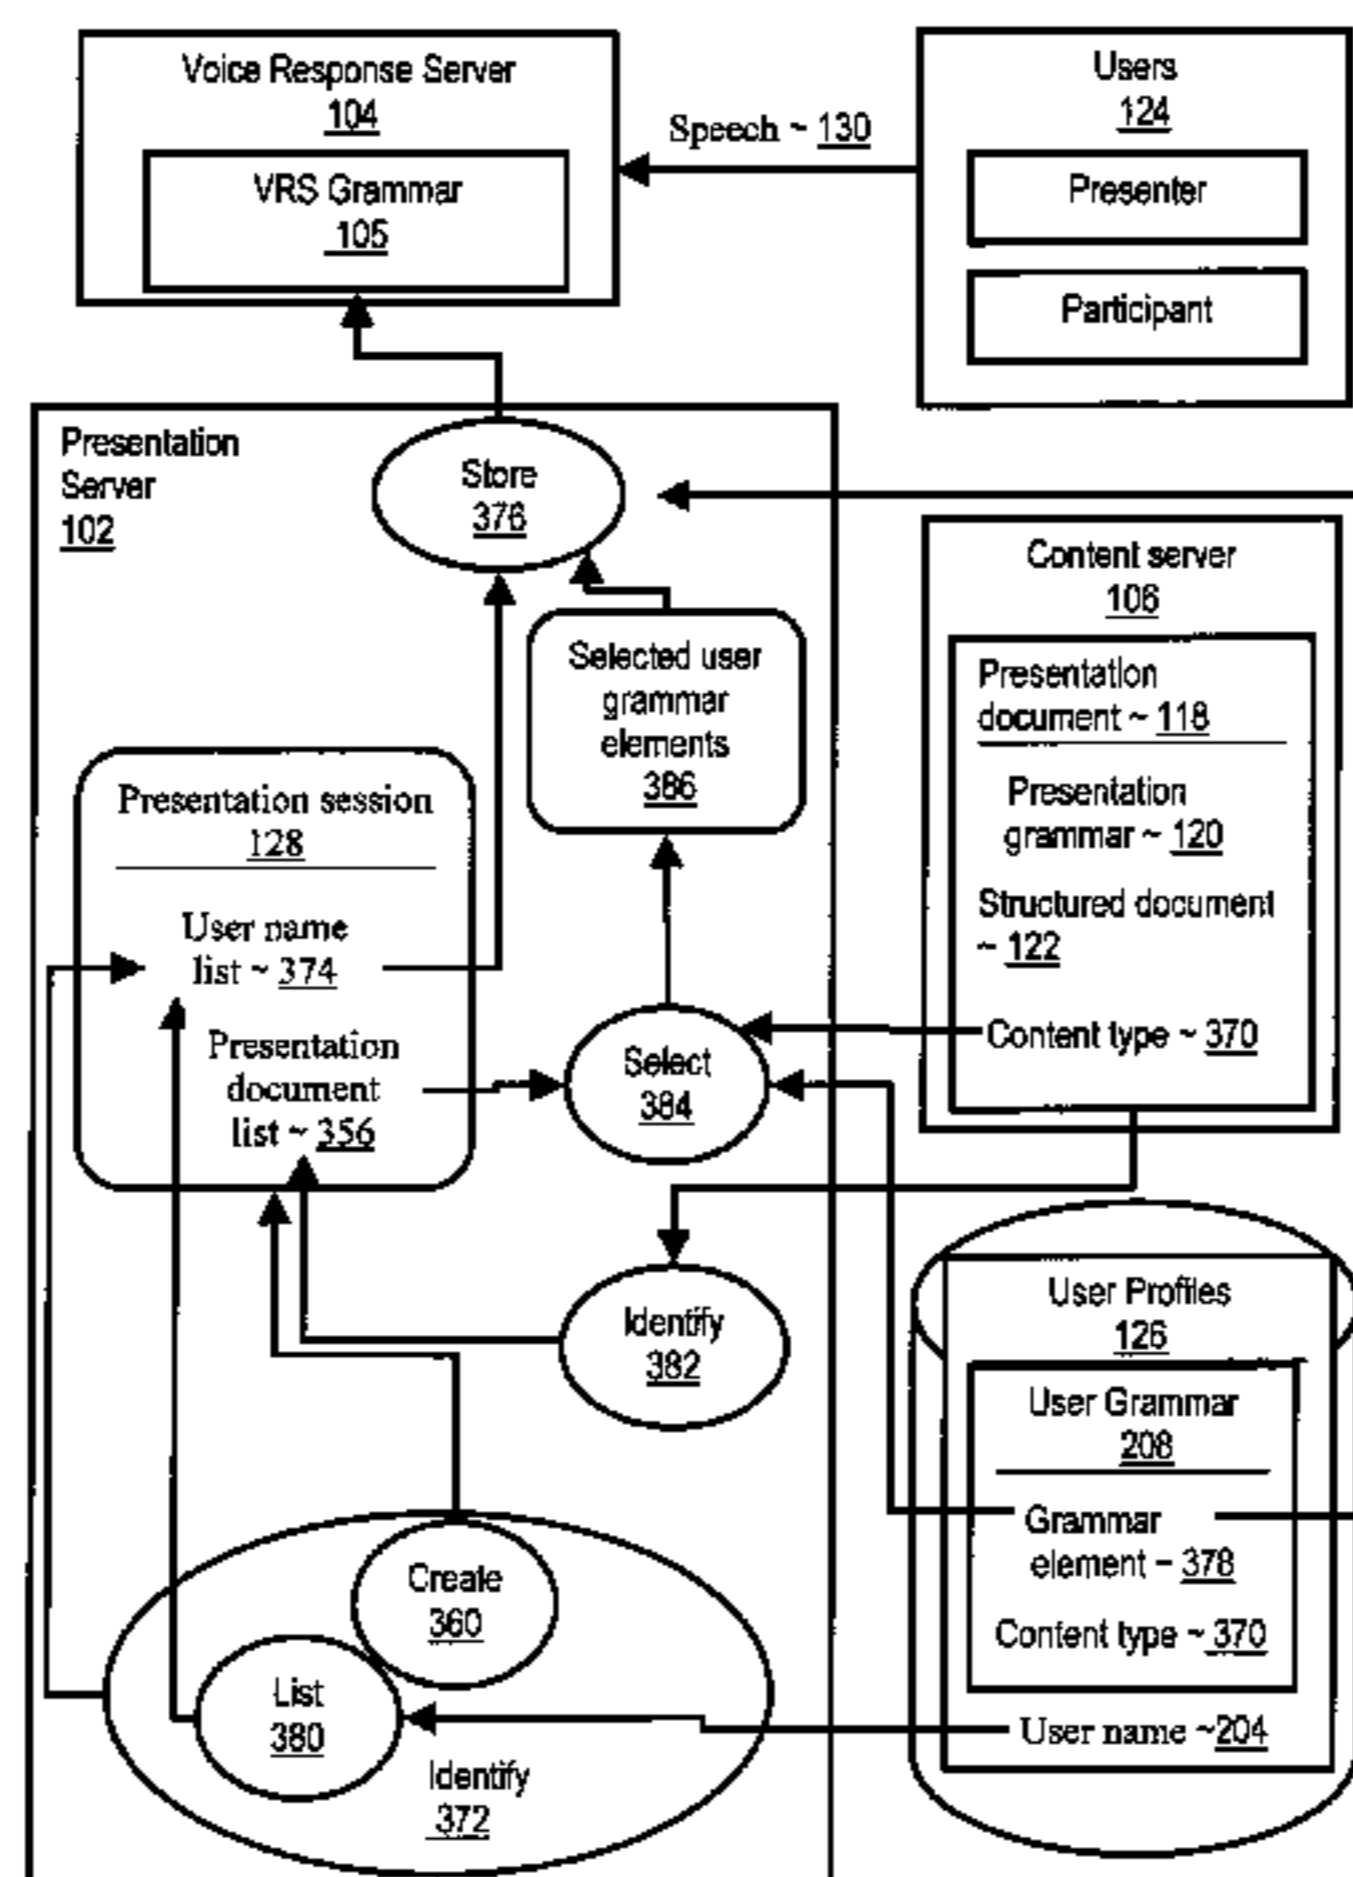 Voice Response Server
104
VRS Grammar
105
Speech ~ 130
Users
124
Presenter
Participant
Presentation
Server
102
Store
376
Selected user
grammar
elements
386
Content server
106
Presentation
document ~ 118
Presentation
grammar ~ 120
Structured document
~ 122
Content type ~ 370
Presentation session
128
User name
list ~ 374
Presentation
document
list ~ 356
Select
384
Identify
382
User Profiles
126
User Grammar
208
Grammar
element ~ 378
Content type ~ 370
User name ~204
Create
360
List
380
Identify
372